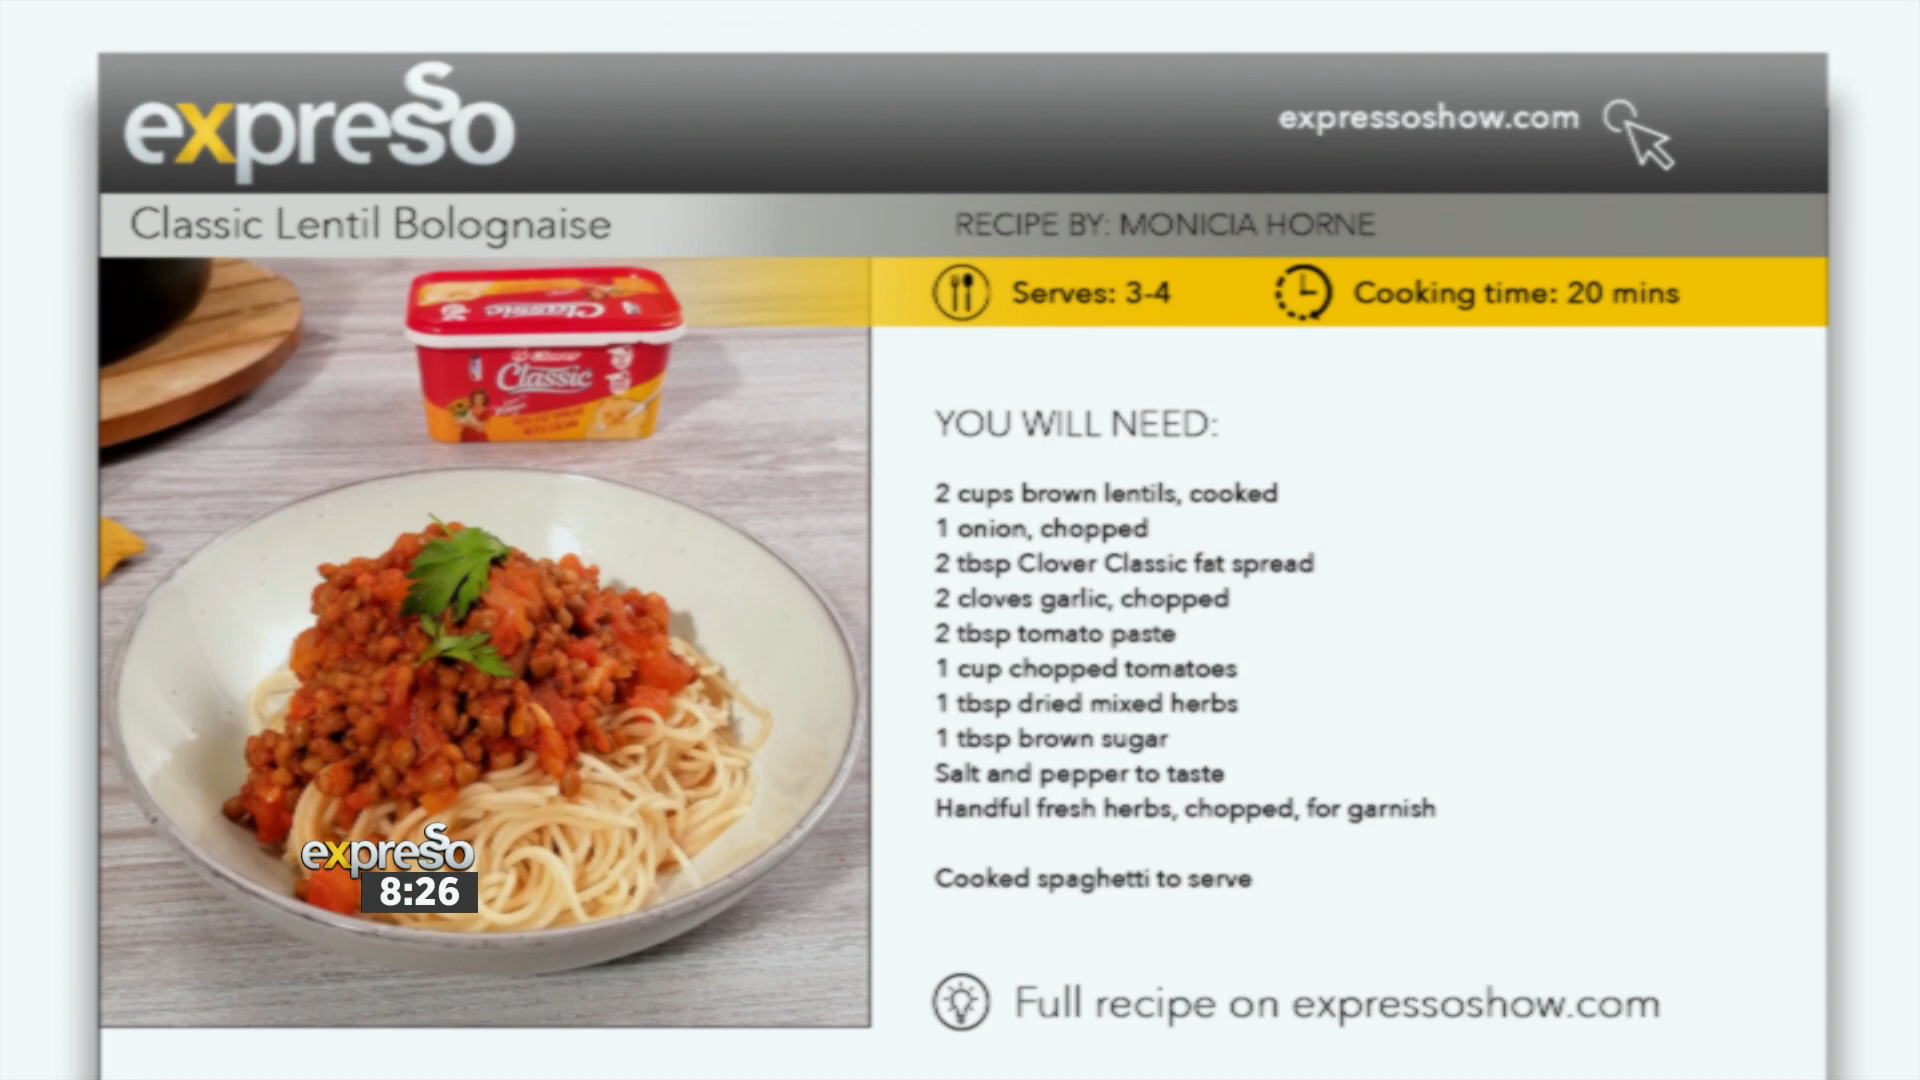 expresso
expressoshow.com
Classic Lentil Bolognaise
RECIPE BY: MONICIA HORNE
Serves: 3-4
Cooking time: 20 mins
Classic
Clover
Classic
YOU WILL NEED:
2 cups brown lentils, cooked
1 onion, chopped
2 tbsp Clover Classic fat spread
2 cloves garlic, chopped
2 tbsp tomato paste
1 cup chopped tomatoes
1 tbsp dried mixed herbs
1 tbsp brown sugar
Salt and pepper to taste
Handful fresh herbs, chopped, for garnish
Cooked spaghetti to serve
expresso
8:26
Full recipe on expressoshow.com